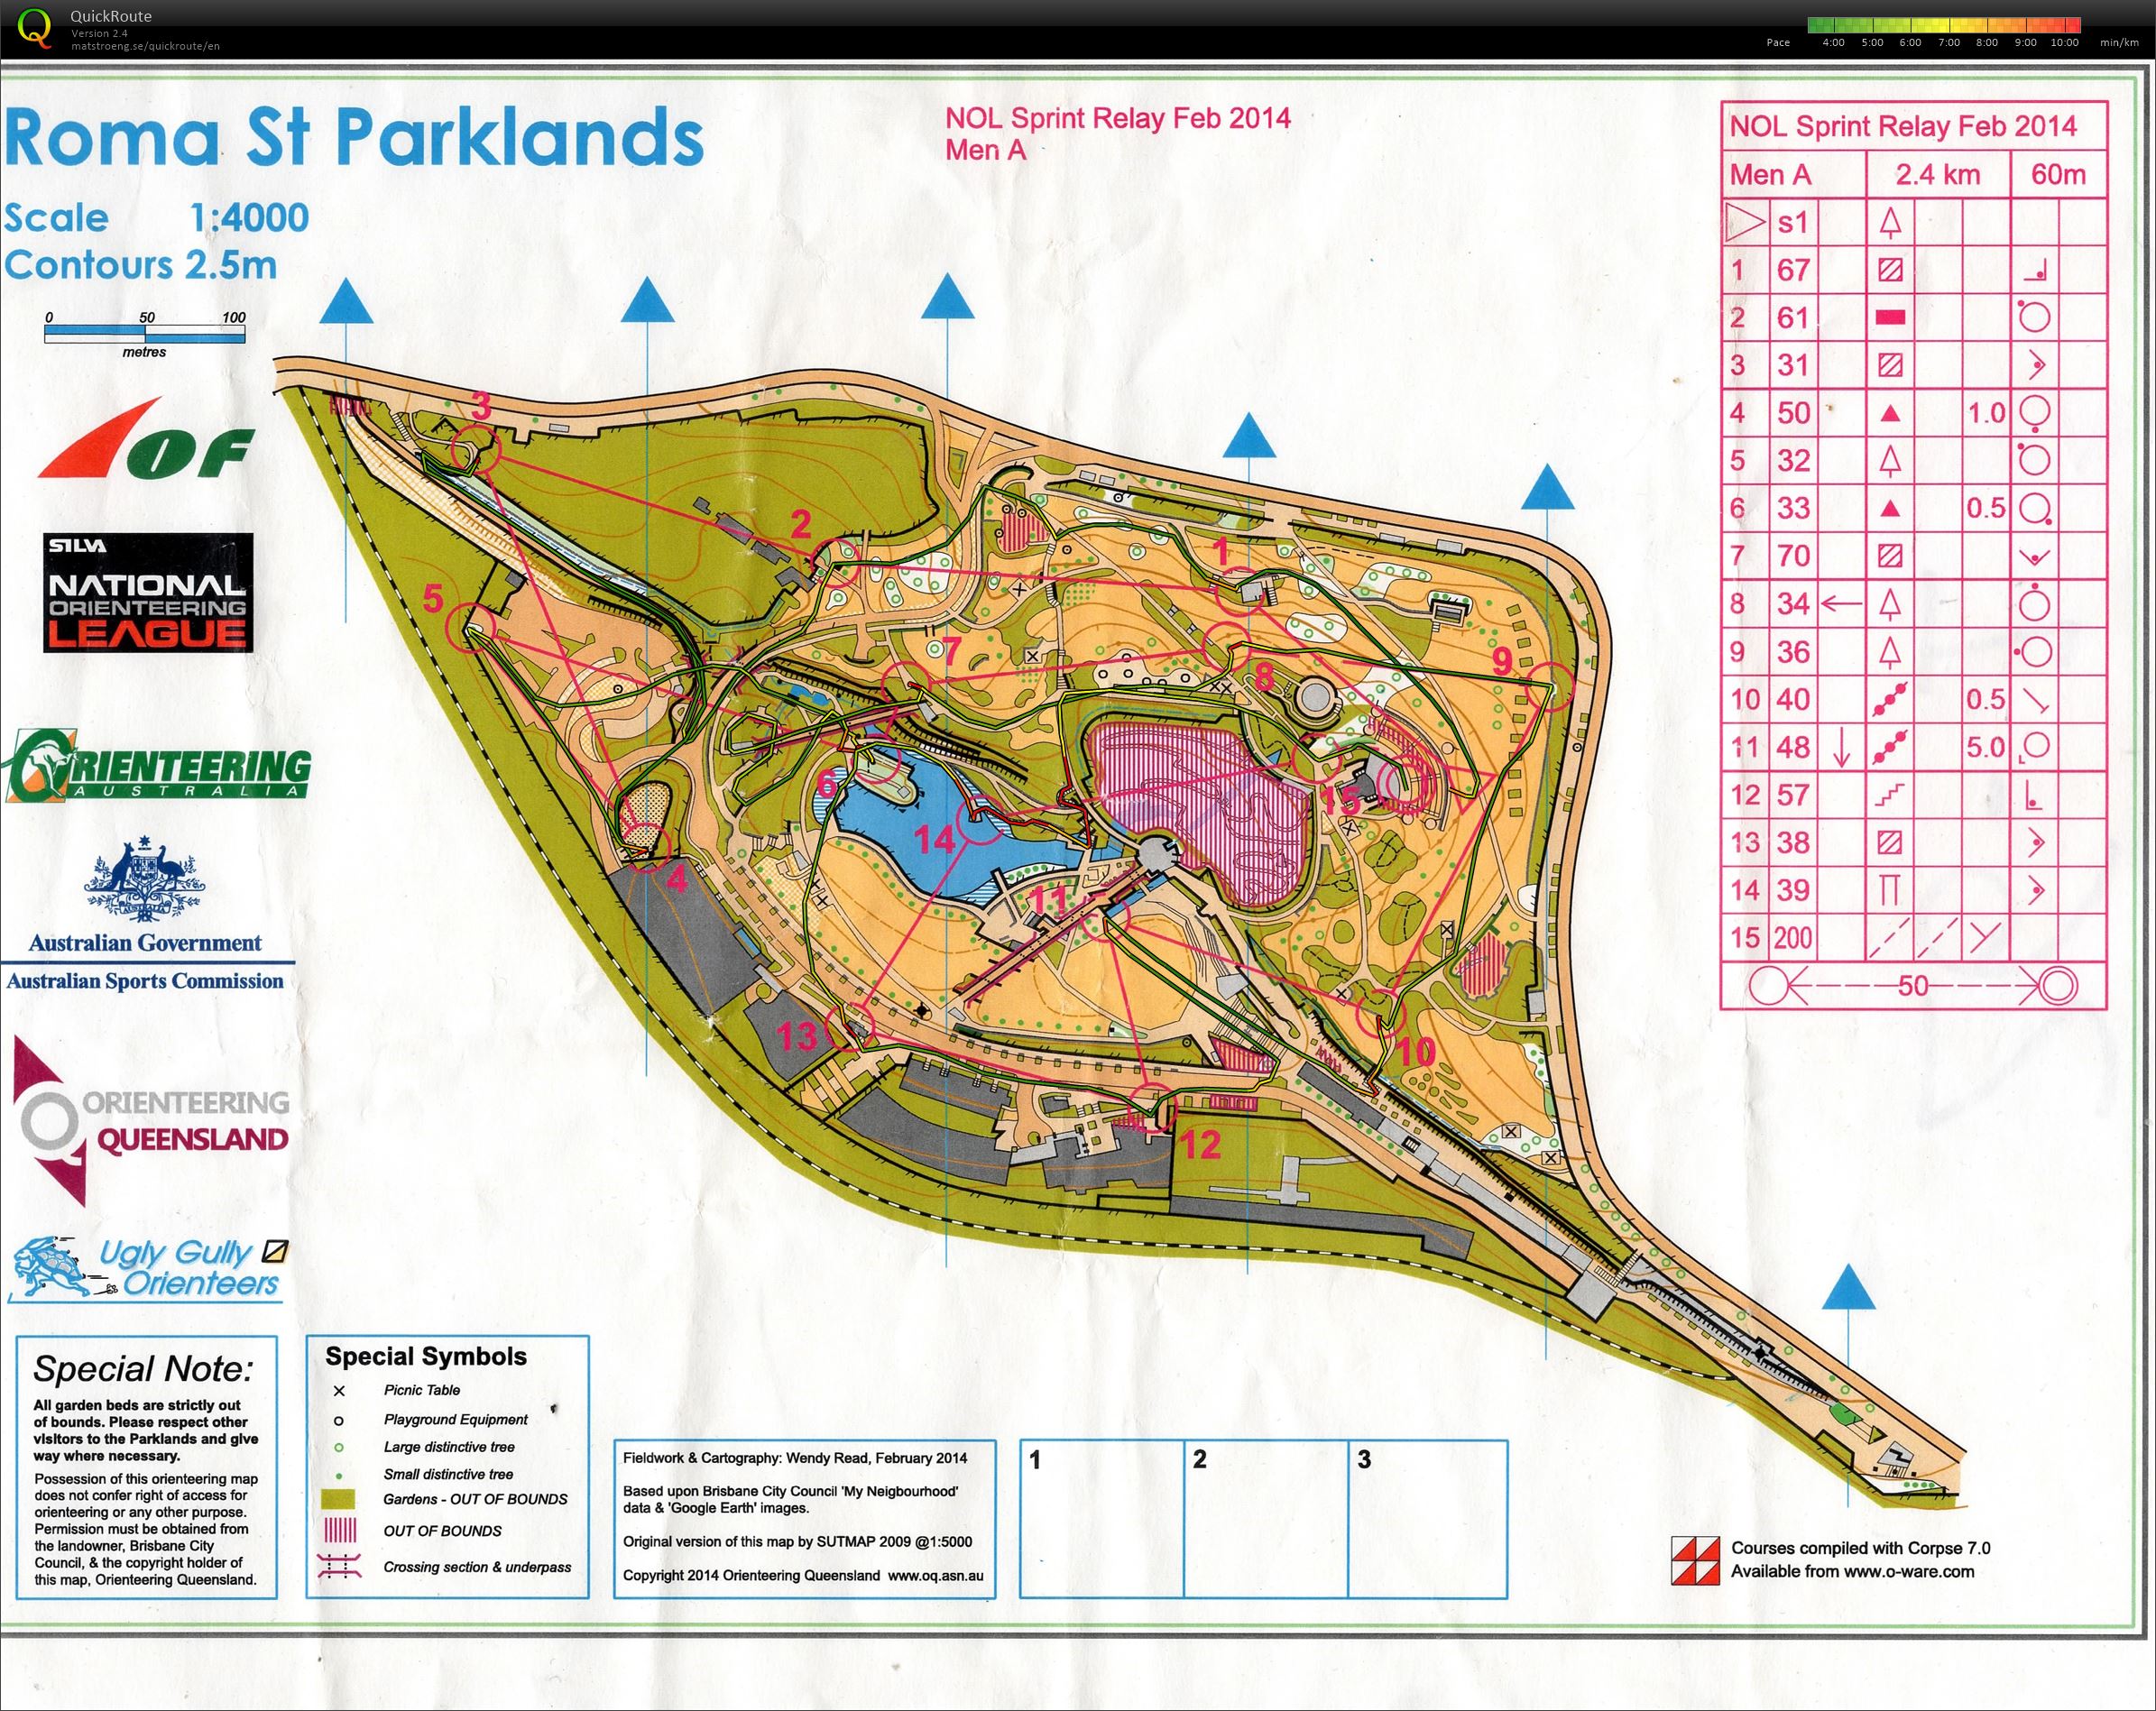 QuickRoute
Version 2.4
matstroeng.se/quickroute/en
Pace 4:00 5:00 6:00 7:00 8:00 9:00 10:00 min/km
Roma St Parklands
Scale 1:4000
Contours 2.5m
0 50 100
metres
NOL Sprint Relay Feb 2014
Men A
NOL Sprint Relay Feb 2014
Men A 2.4 km 60m
s1
1 67
2 61
3 31
4 50 1.0
5 32
6 33 0.5
7 70
8 34
9 36
10 40 0.5
11 48 5.0
12 57
13 38
14 39
15 200
50
IOF
SILVA
NATIONAL
ORIENTEERING
LEAGUE
ORIENTEERING
AUSTRALIA
Australian Government
Australian Sports Commission
ORIENTEERING
QUEENSLAND
Ugly Gully
Orienteers
3
2
1
5
7
8
9
6
15
14
4
11
13
10
12
Special Note:
All garden beds are strictly out
of bounds. Please respect other
visitors to the Parklands and give
way where necessary.
Possession of this orienteering map
does not confer right of access for
orienteering or any other purpose.
Permission must be obtained from
the landowner, Brisbane City
Council, & the copyright holder of
this map, Orienteering Queensland.
Special Symbols
Picnic Table
Playground Equipment
Large distinctive tree
Small distinctive tree
Gardens - OUT OF BOUNDS
OUT OF BOUNDS
Crossing section & underpass
Fieldwork & Cartography: Wendy Read, February 2014
Based upon Brisbane City Council 'My Neigbourhood'
data & 'Google Earth' images.
Original version of this map by SUTMAP 2009 @1:5000
Copyright 2014 Orienteering Queensland www.oq.asn.au
1 2 3
Courses compiled with Corpse 7.0
Available from www.o-ware.com